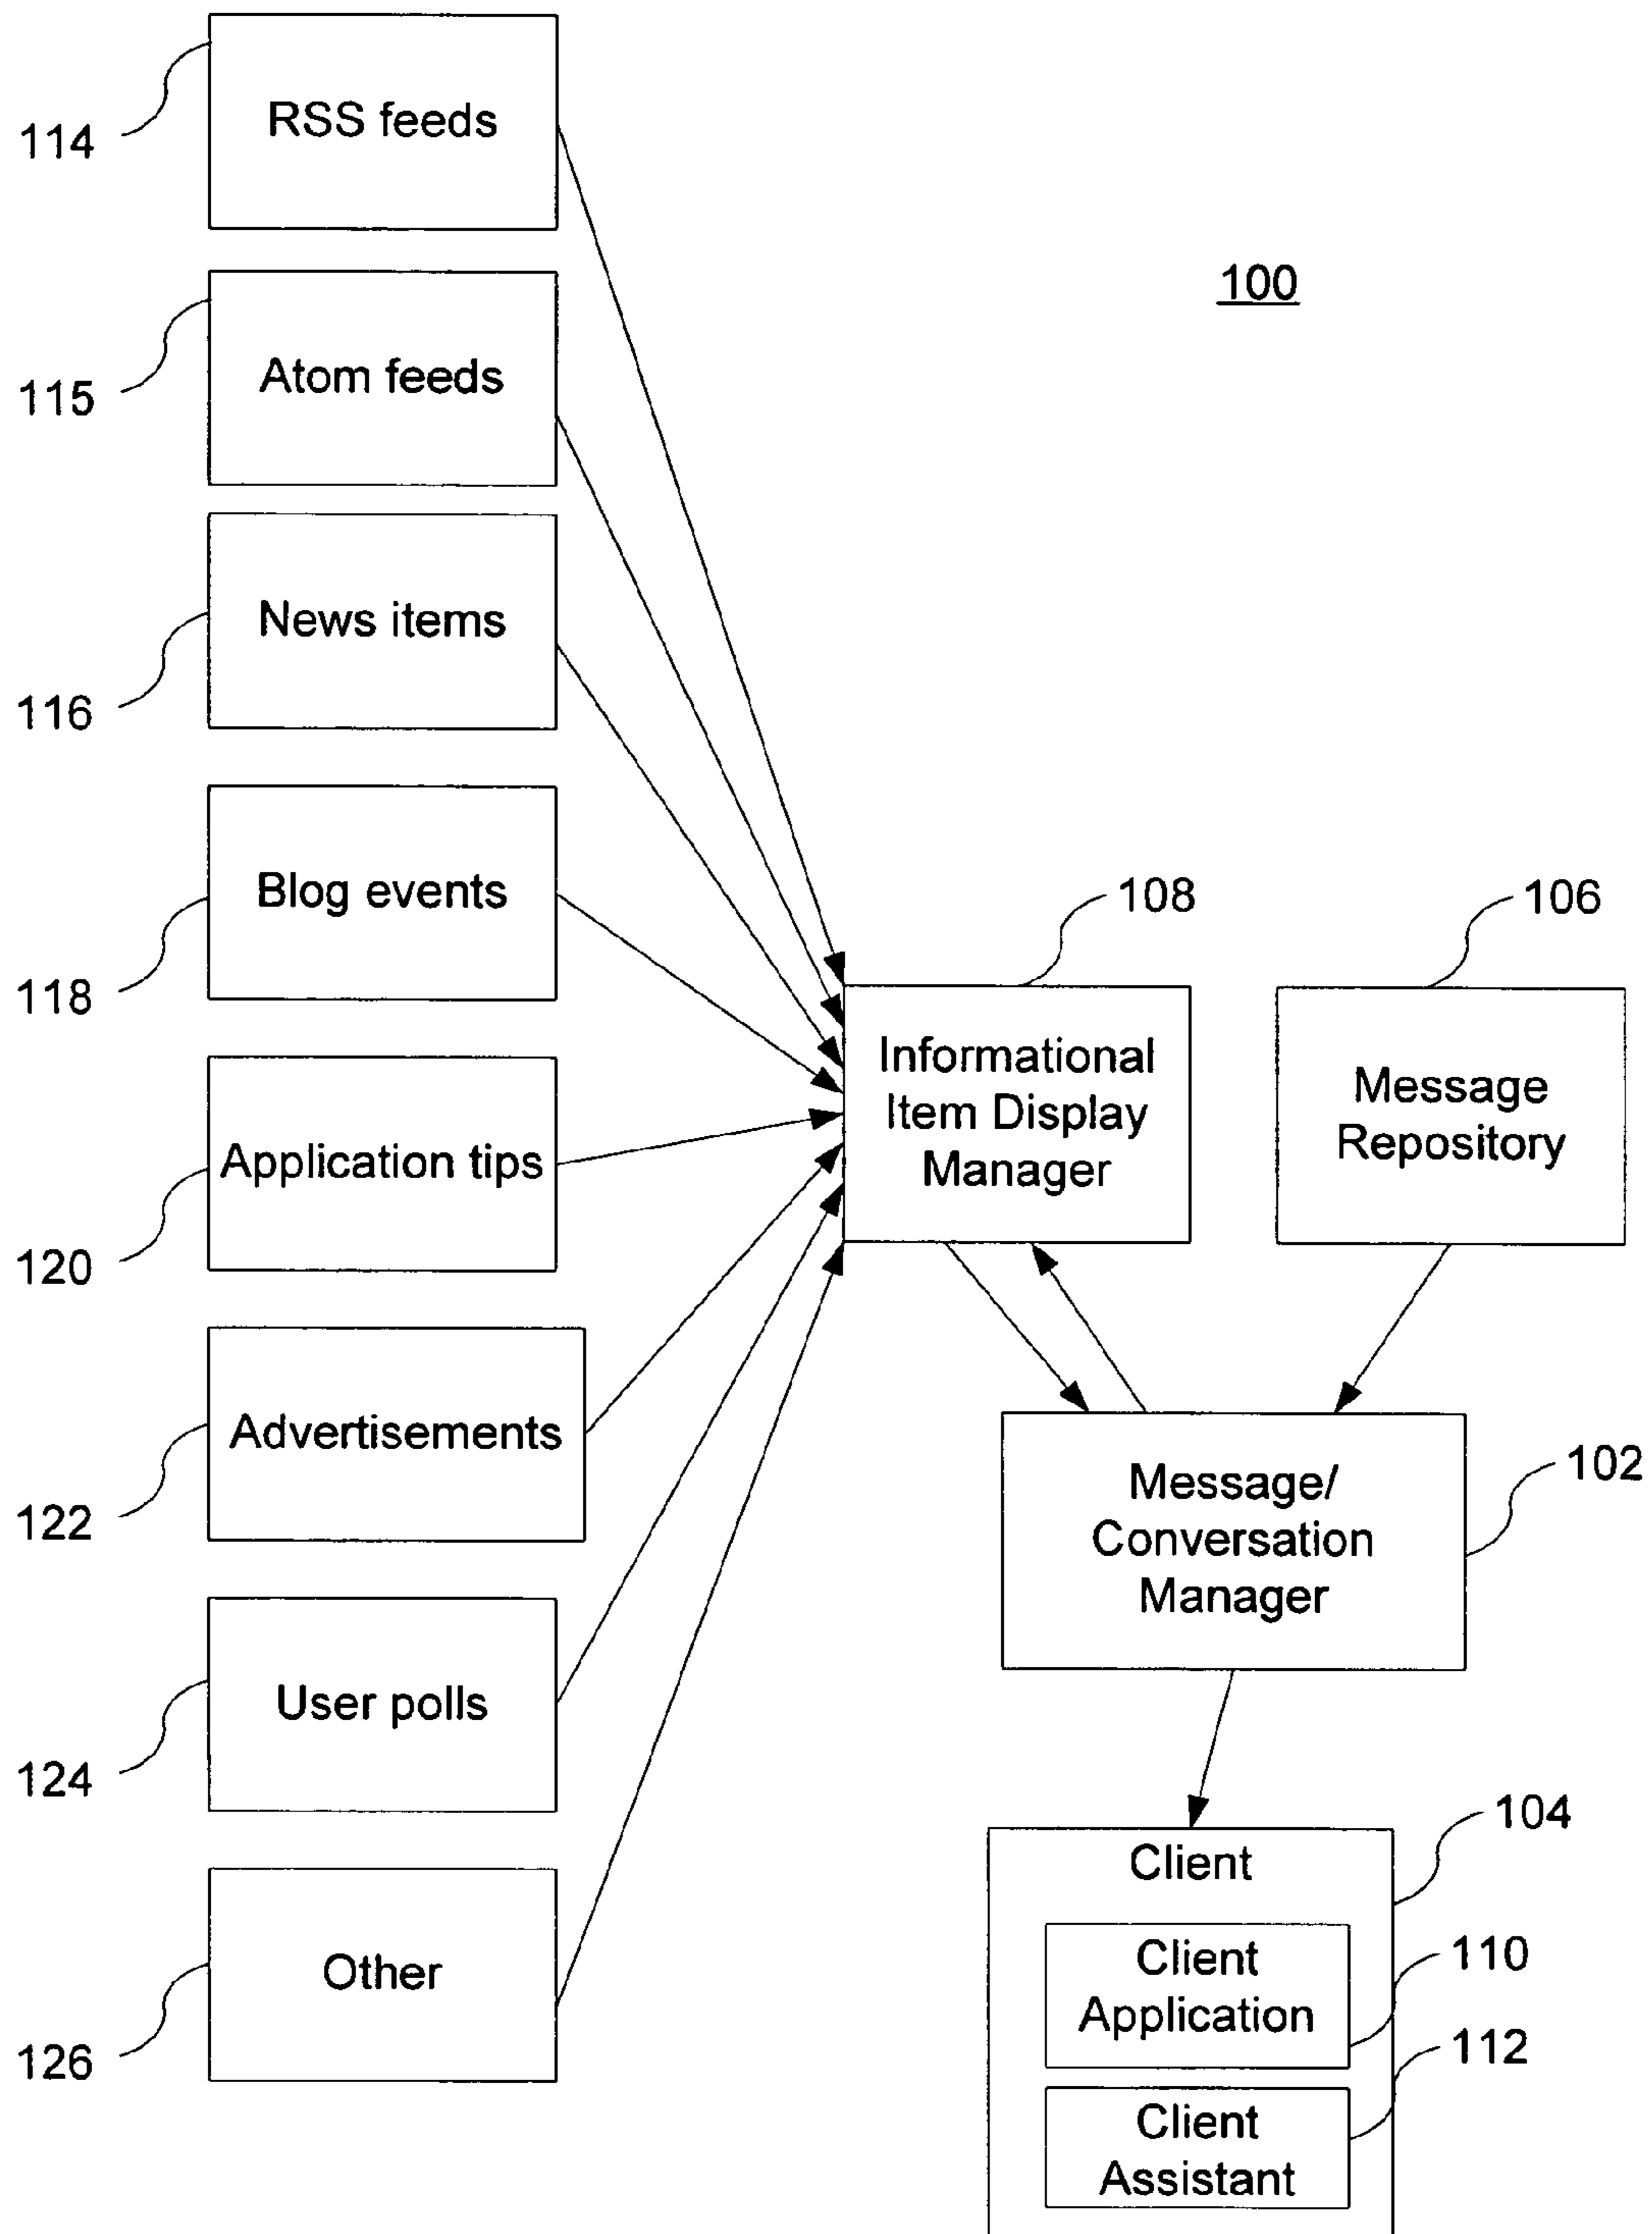 RSS feeds
114
100
Atom feeds
115
News items
116
Blog events
118
108
106
Informational
Item Display
Manager
Message
Repository
Application tips
120
Advertisements
122
Message/
Conversation
Manager
102
User polls
124
104
Client
Client
Application
110
Other
126
112
Client
Assistant